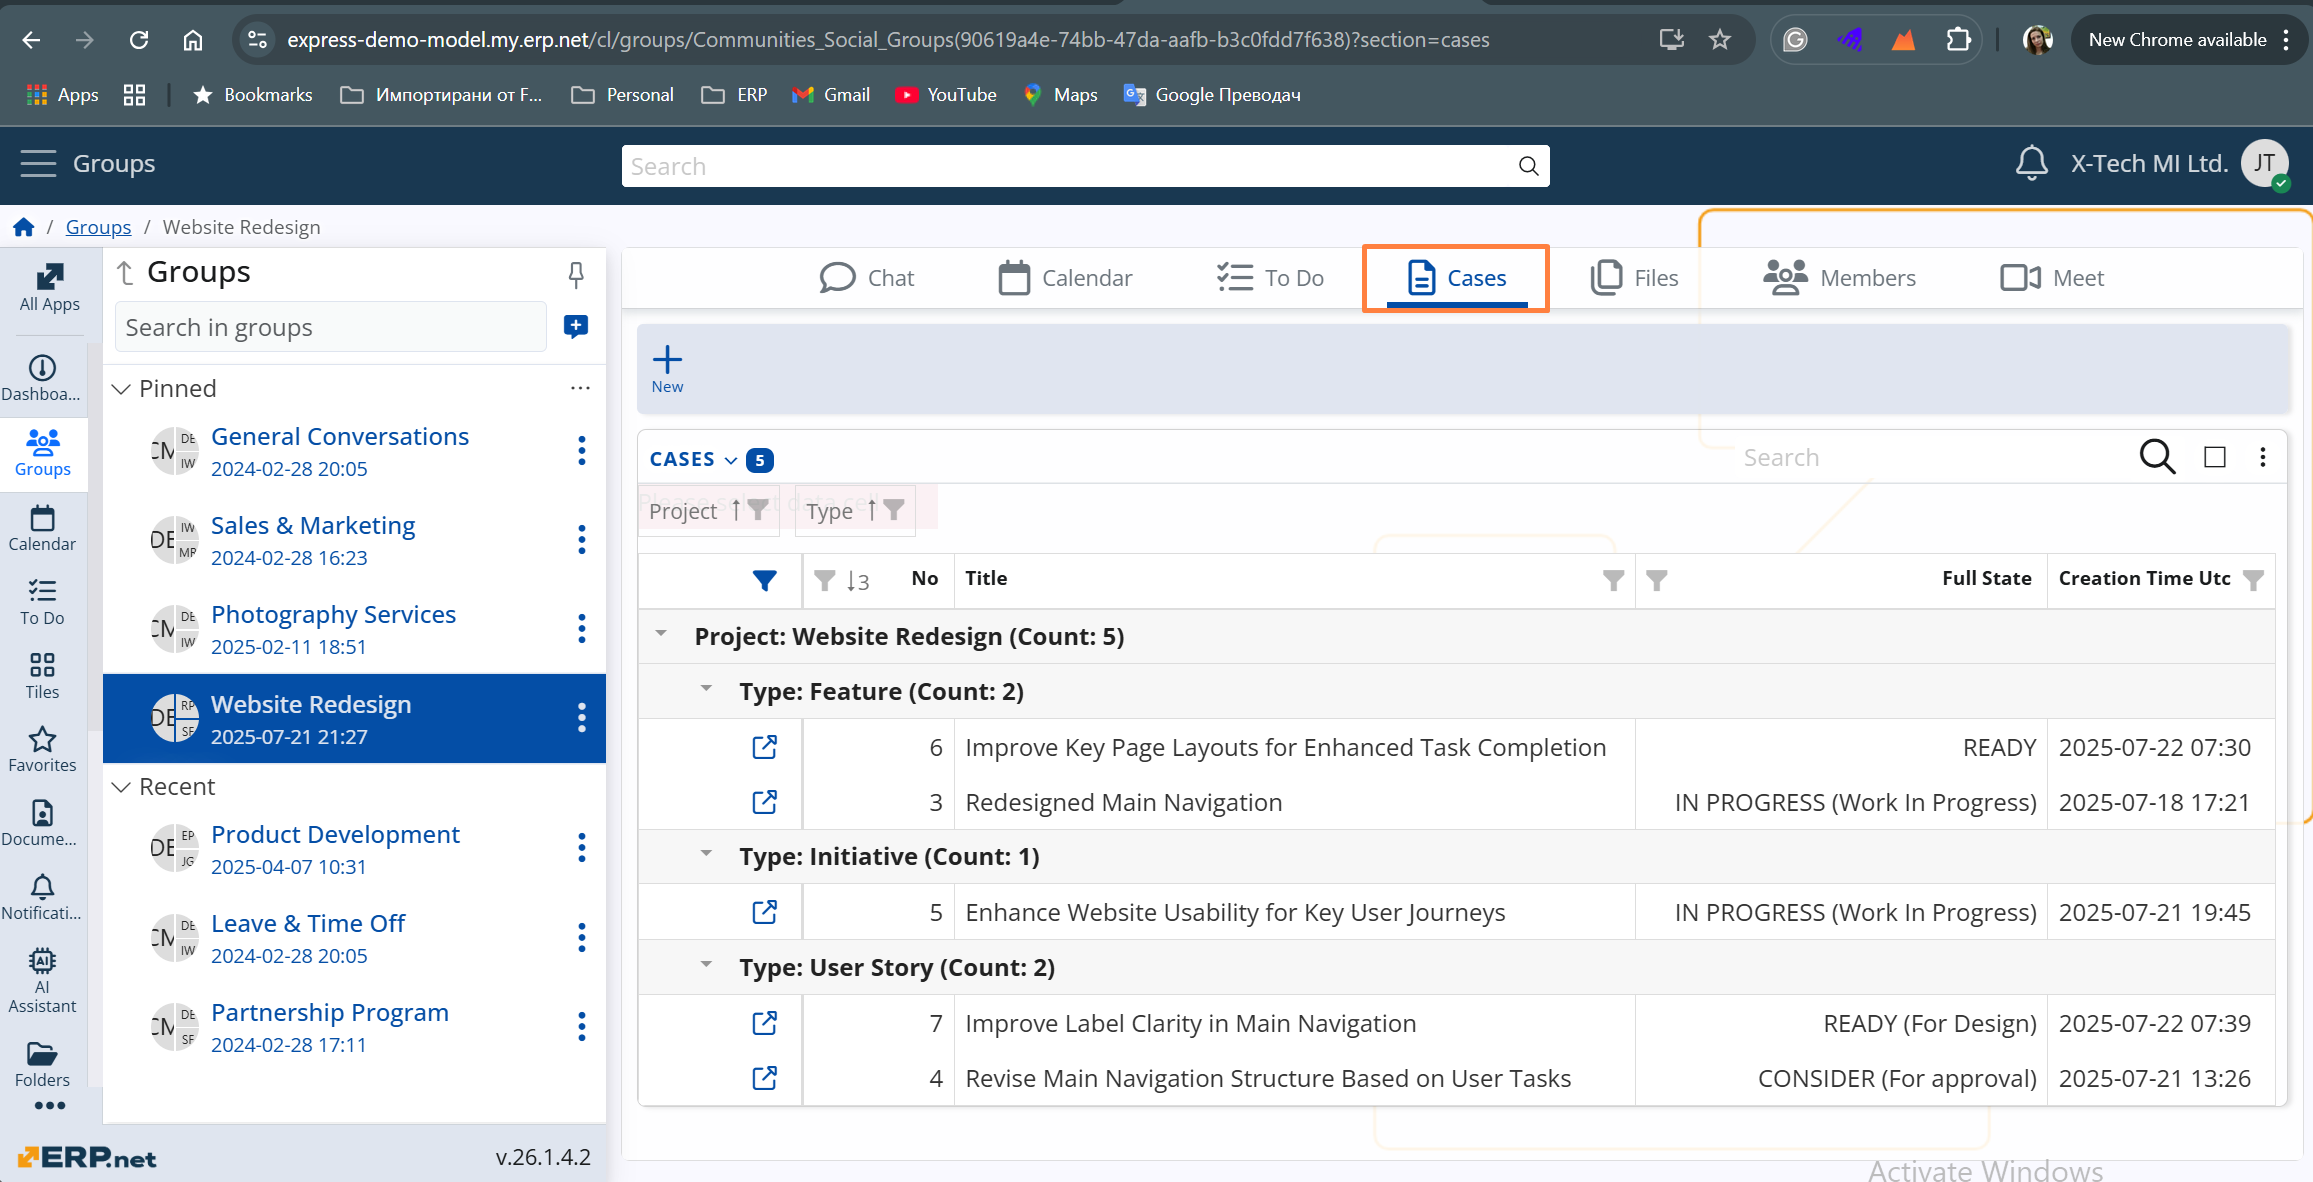 express-demo-model.my.erp.net/cl/groups/Communities_Social_Groups(90619a4e-74bb-47da-aafb-b3c0fdd7f638)?section=cases
New Chrome available
Apps
Bookmarks
Импортирани от F...
Personal
ERP
Gmail
YouTube
Maps
Google Преводач
Groups
Search
X-Tech MI Ltd.
JT
/ Groups / Website Redesign
All Apps
Dashboa...
Groups
Calendar
To Do
Tiles
Favorites
Docume...
Notificati...
AI
Assistant
Folders
ERP.net
v.26.1.4.2
Groups
Search in groups
Pinned
CM DE IW
General Conversations
2024-02-28 20:05
DE IW MR
Sales & Marketing
2024-02-28 16:23
CM DE IW
Photography Services
2025-02-11 18:51
DE RP SF
Website Redesign
2025-07-21 21:27
Recent
DE EP JG
Product Development
2025-04-07 10:31
CM DE IW
Leave & Time Off
2024-02-28 20:05
CM DE SF
Partnership Program
2024-02-28 17:11
Chat
Calendar
To Do
Cases
Files
Members
Meet
New
CASES 5
Search
Please select data cell
Project
Type
3 No Title Full State Creation Time Utc
Project: Website Redesign (Count: 5)
Type: Feature (Count: 2)
6 Improve Key Page Layouts for Enhanced Task Completion READY 2025-07-22 07:30
3 Redesigned Main Navigation IN PROGRESS (Work In Progress) 2025-07-18 17:21
Type: Initiative (Count: 1)
5 Enhance Website Usability for Key User Journeys IN PROGRESS (Work In Progress) 2025-07-21 19:45
Type: User Story (Count: 2)
7 Improve Label Clarity in Main Navigation READY (For Design) 2025-07-22 07:39
4 Revise Main Navigation Structure Based on User Tasks CONSIDER (For approval) 2025-07-21 13:26
Activate Windows